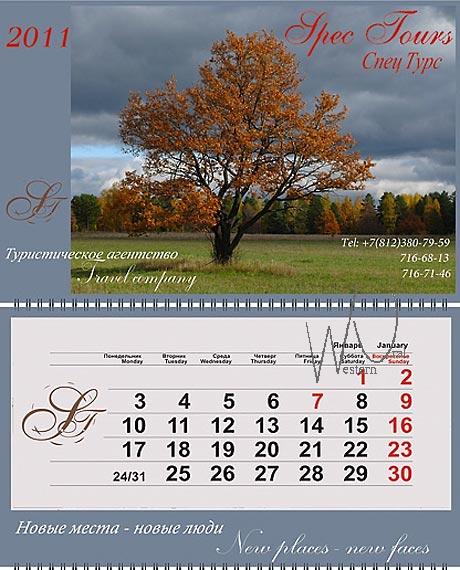 2011
Spec Tours
Спец Турс
ST
Туристическое агентство
Travel company
Tel: +7(812)380-79-59
716-68-13
716-71-46
Январь January
Понедельник Вторник Среда Четверг Пятница Суббота Воскресенье
Monday Tuesday Wednesday Thursday Friday Saturday Sunday
1 2
3 4 5 6 7 8 9
10 11 12 13 14 15 16
17 18 19 20 21 22 23
24/31 25 26 27 28 29 30
ST
Western
Новые места - новые люди
New places - new faces